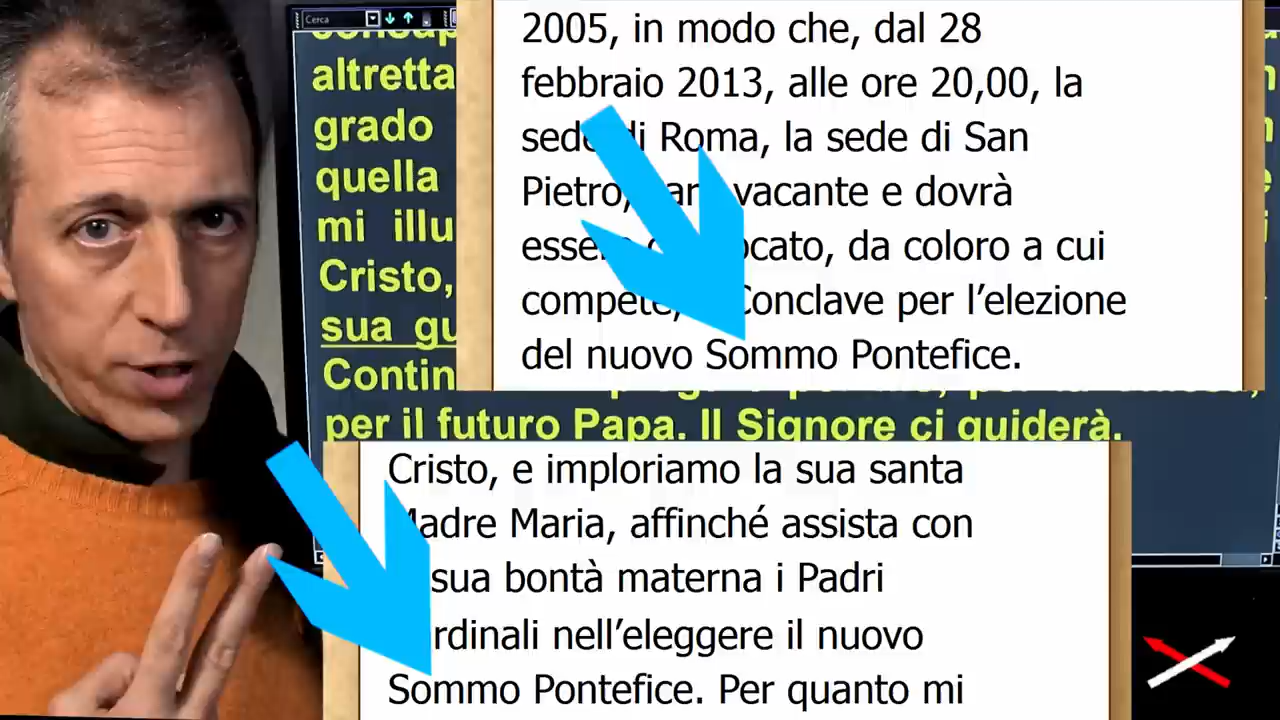 Cerca
altretta
grado
quella
mi illu
Cristo,
sua gu
Contin
per il futuro Papa. Il Signore ci guiderà.
2005, in modo che, dal 28
febbraio 2013, alle ore 20,00, la
sede di Roma, la sede di San
Pietro, vacante e dovrà
essere ocato, da coloro a cui
compete, Conclave per l’elezione
del nuovo Sommo Pontefice.
Cristo, e imploriamo la sua santa
Madre Maria, affinché assista con
sua bontà materna i Padri
rdinali nell’eleggere il nuovo
Sommo Pontefice. Per quanto mi